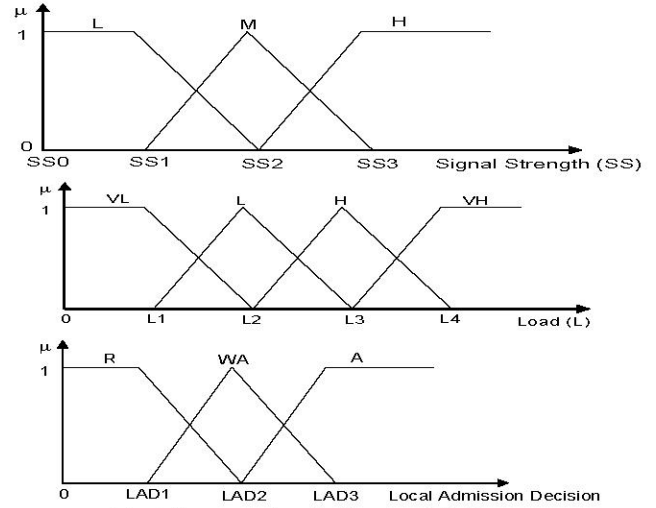 μ
1
L
M
H
0
SS0 SS1 SS2 SS3 Signal Strength (SS)
μ
1
VL
L
H
VH
0 L1 L2 L3 L4 Load (L)
μ
1
R
WA
A
0 LAD1 LAD2 LAD3 Local Admission Decision